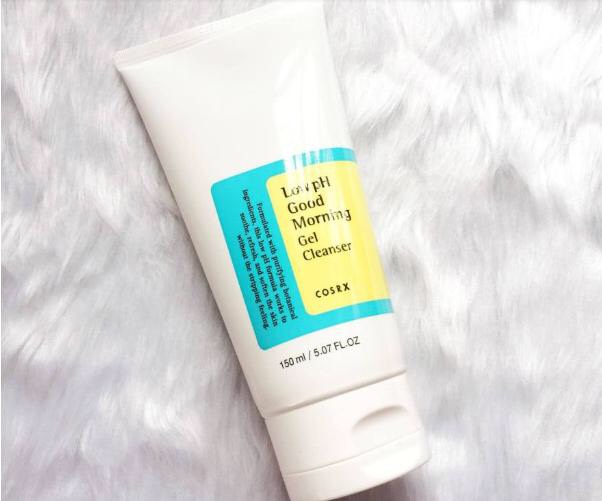 Low pH
Good
Morning
Gel
Cleanser
COSRX
Formulated with purifying botanical
ingredients, this low pH formula works to
soothe, refresh, and soften the skin
without the stripping feeling.
150 ml / 5.07 FL.OZ